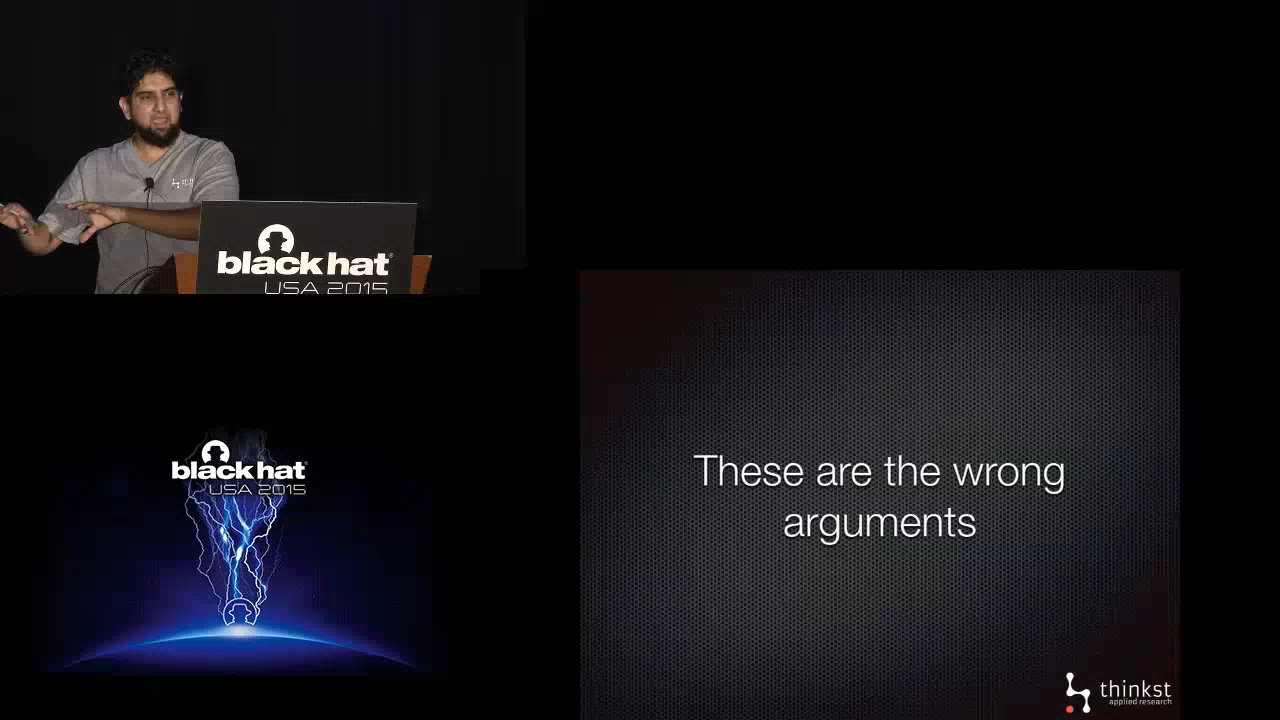 black hat
USA 2015
black hat
USA 2015
These are the wrong
arguments
thinkst
applied research